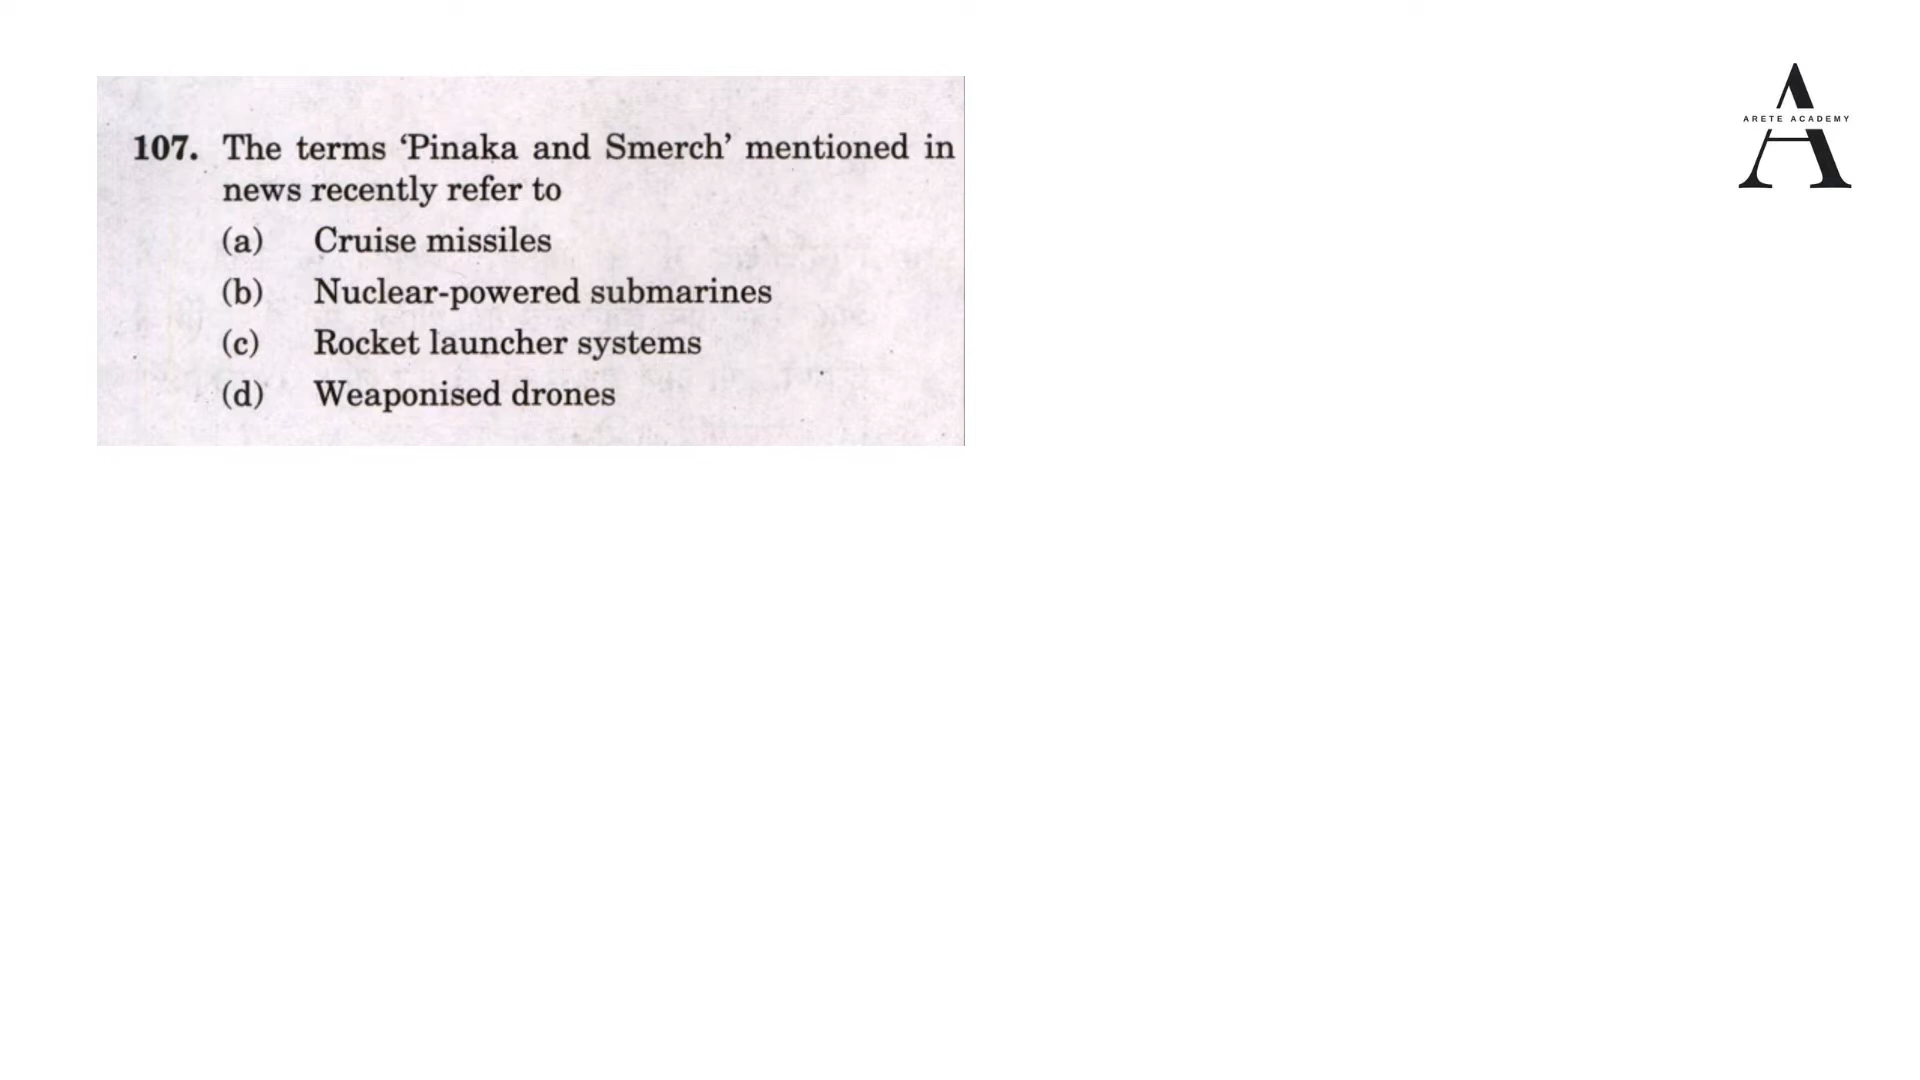 107. The terms ‘Pinaka and Smerch’ mentioned in
news recently refer to
(a) Cruise missiles
(b) Nuclear-powered submarines
(c) Rocket launcher systems
(d) Weaponised drones
ARETE ACADEMY